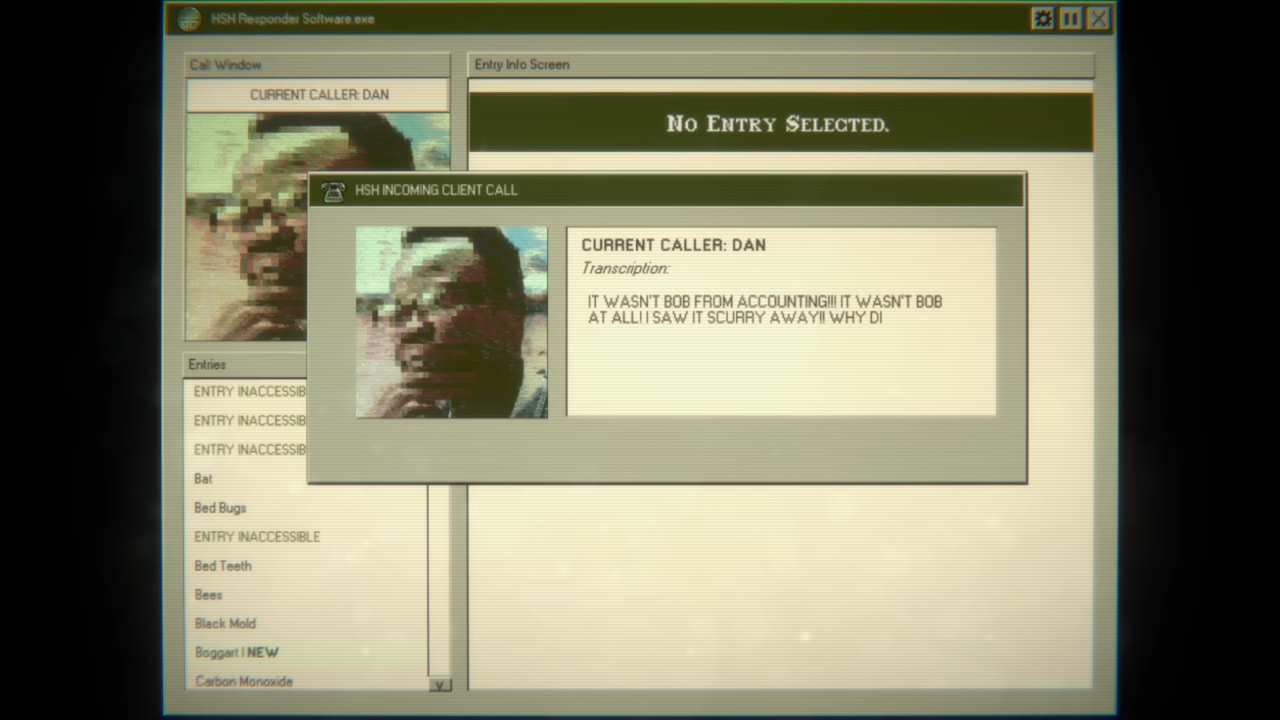 HSH Responder Software.exe
Call Window
CURRENT CALLER: DAN
Entry Info Screen
No Entry Selected.
HSH INCOMING CLIENT CALL
CURRENT CALLER: DAN
Transcription:
IT WASN'T BOB FROM ACCOUNTING!!! IT WASN'T BOB
AT ALL! I SAW IT SCURRY AWAY!! WHY DI
Entries
ENTRY INACCESSIB
ENTRY INACCESSIB
ENTRY INACCESSIB
Bat
Bed Bugs
ENTRY INACCESSIBLE
Bed Teeth
Bees
Black Mold
Boggart | NEW
Carbon Monoxide